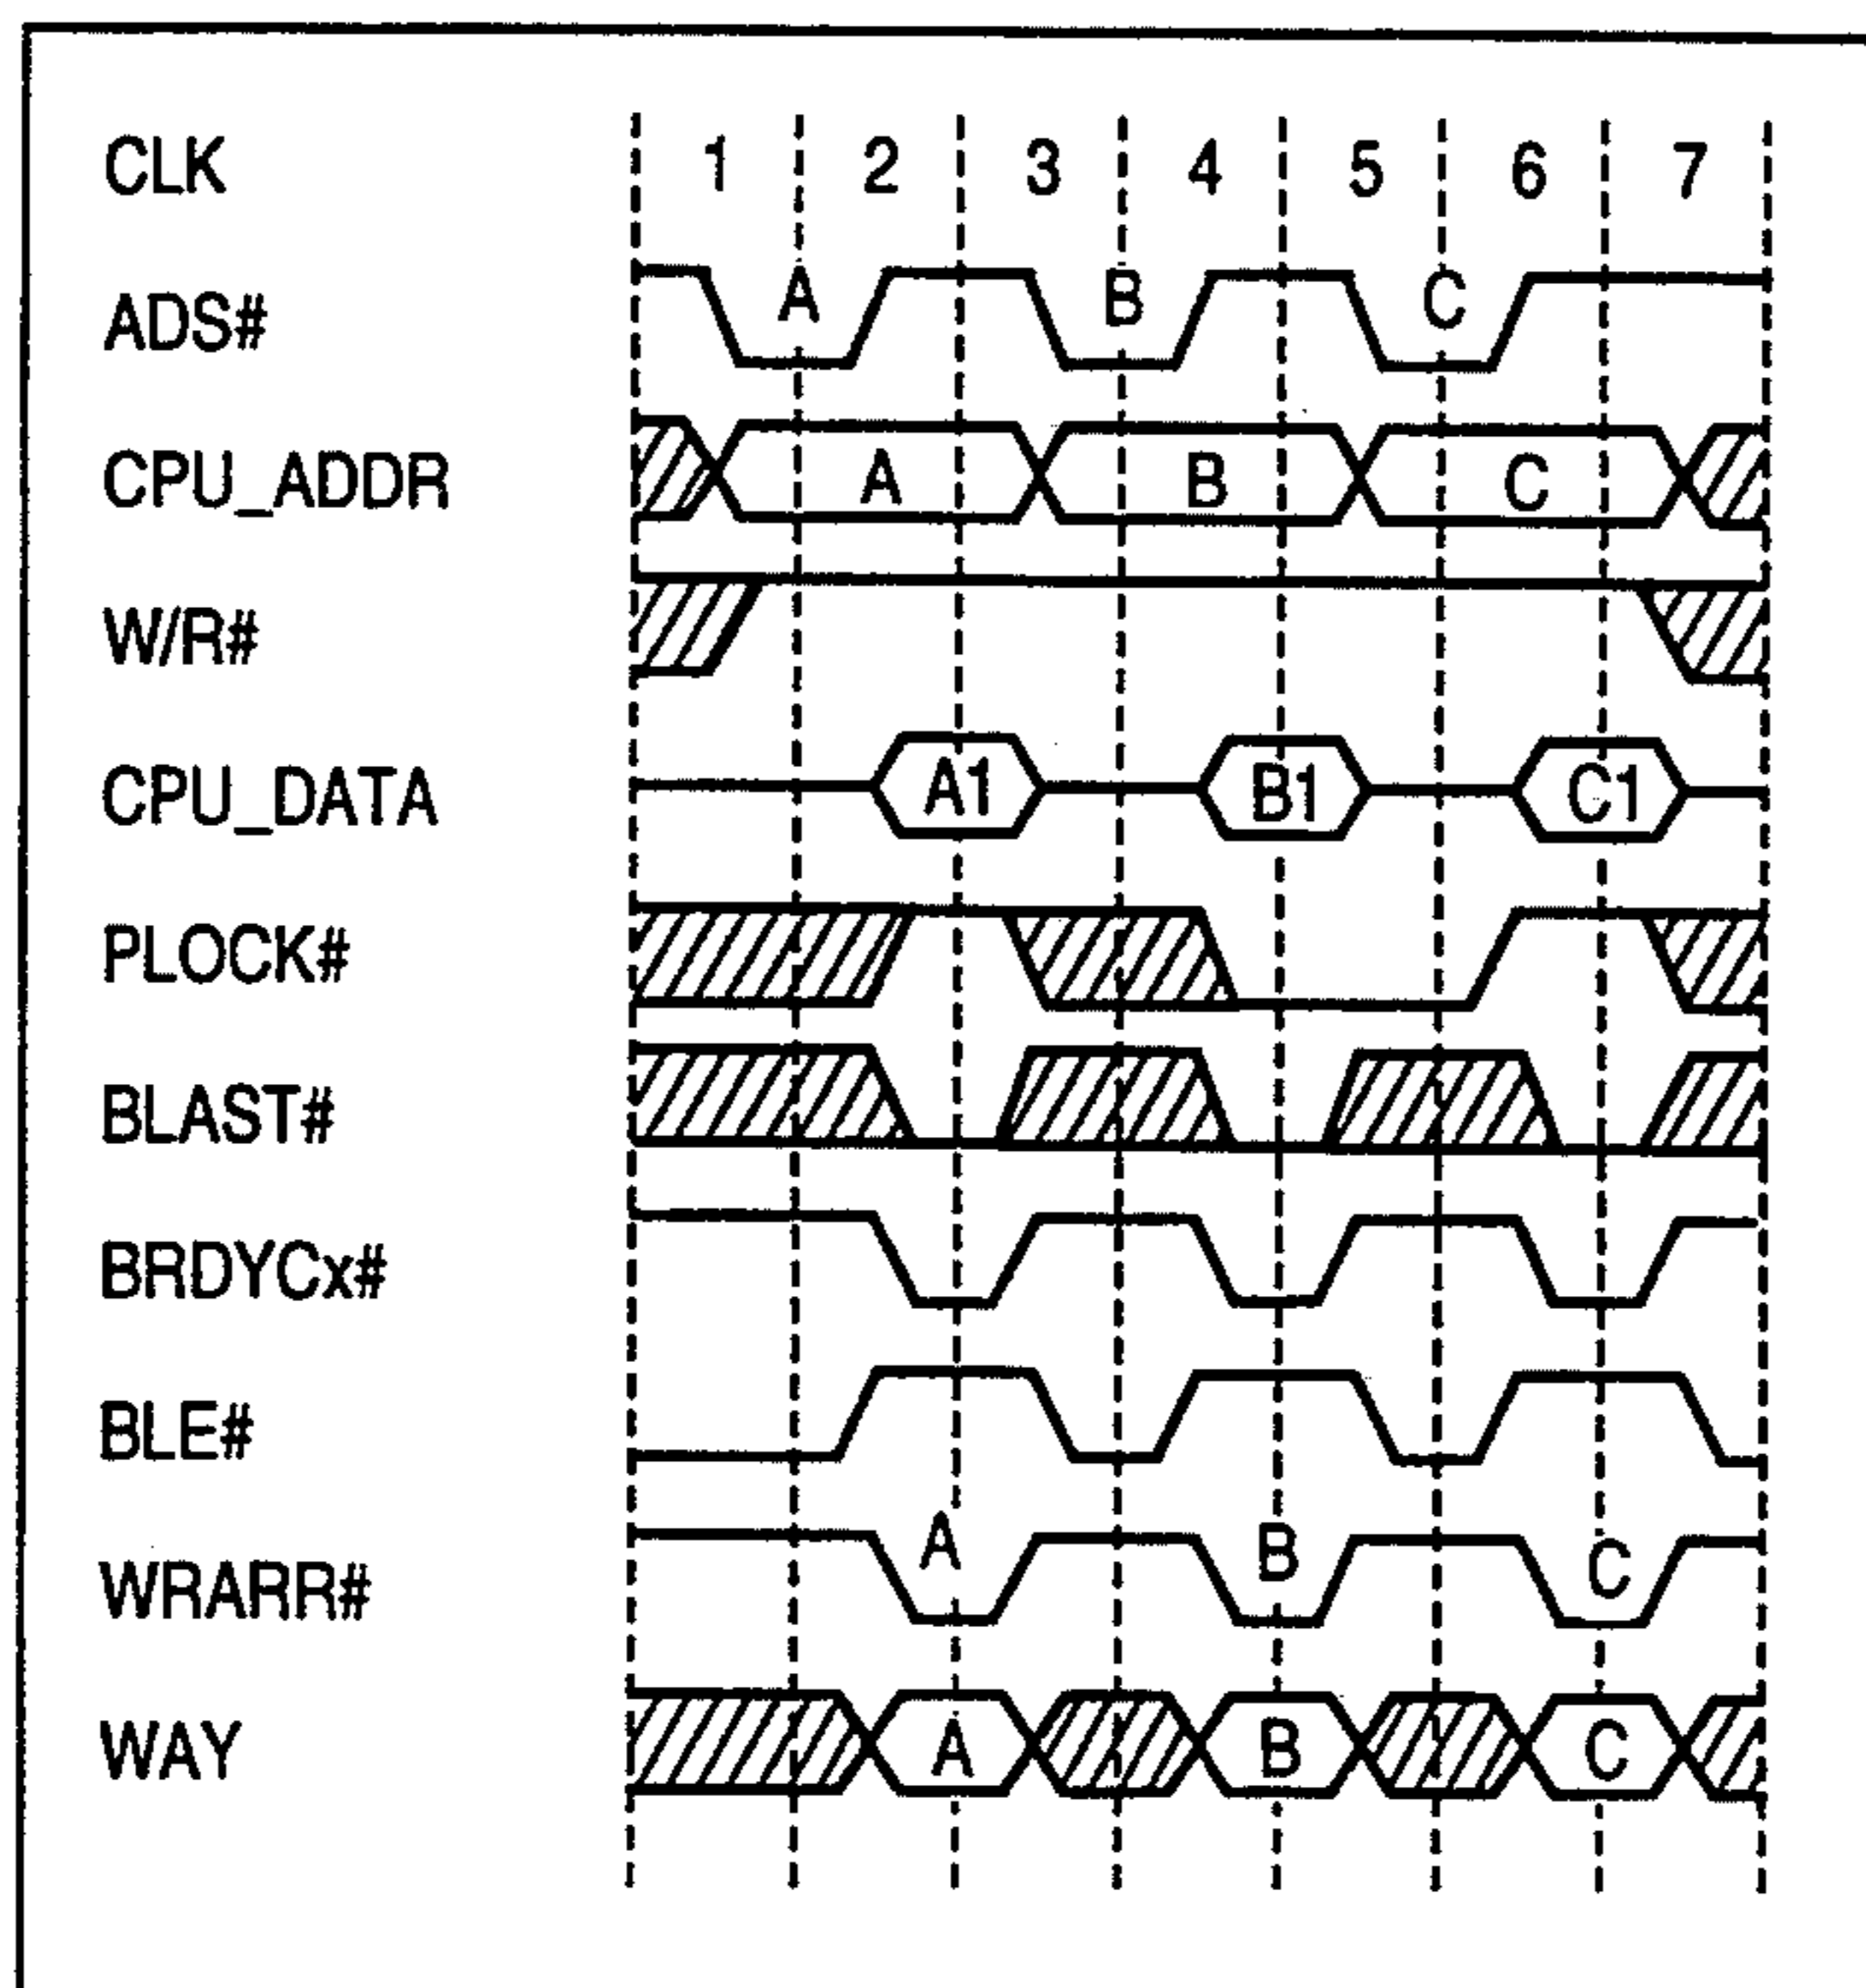 CLK 1 2 3 4 5 6 7
ADS# A B C
CPU_ADDR A B C
W/R#
CPU_DATA A1 B1 C1
PLOCK#
BLAST#
BRDYCx#
BLE#
WRARR# A B C
WAY A B C